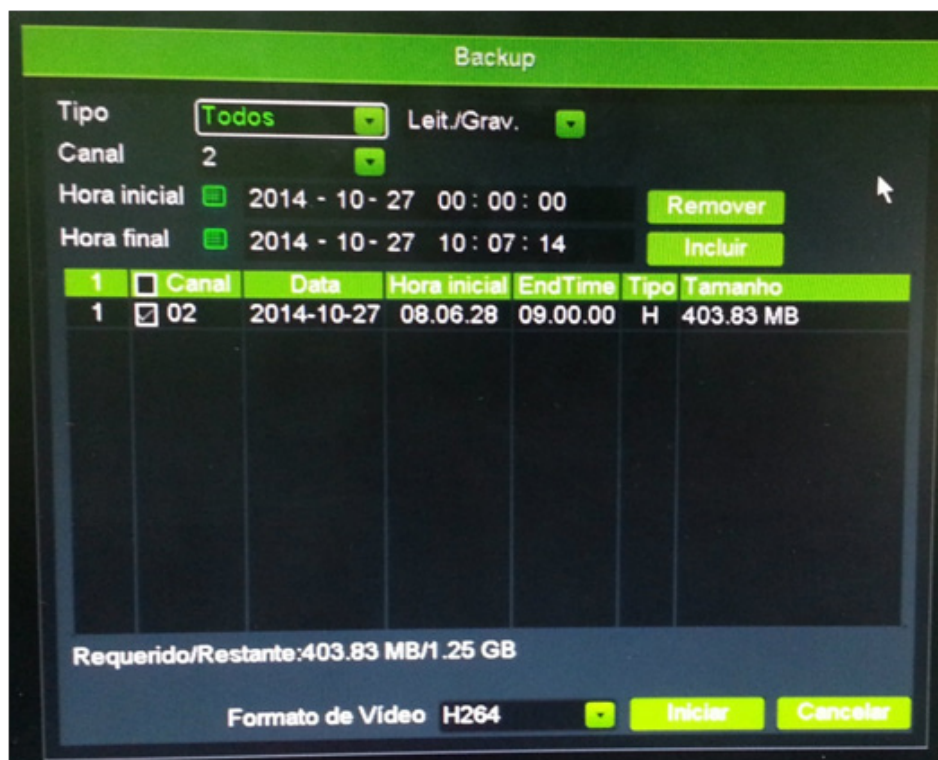 Backup
Tipo Todos Leit./Grav.
Canal 2
Hora inicial 2014 - 10 - 27 00 : 00 : 00 Remover
Hora final 2014 - 10 - 27 10 : 07 : 14 Incluir
1 Canal Data Hora inicial EndTime Tipo Tamanho
1 02 2014-10-27 08.06.28 09.00.00 H 403.83 MB
Requerido/Restante:403.83 MB/1.25 GB
Formato de Vídeo H264 Iniciar Cancelar